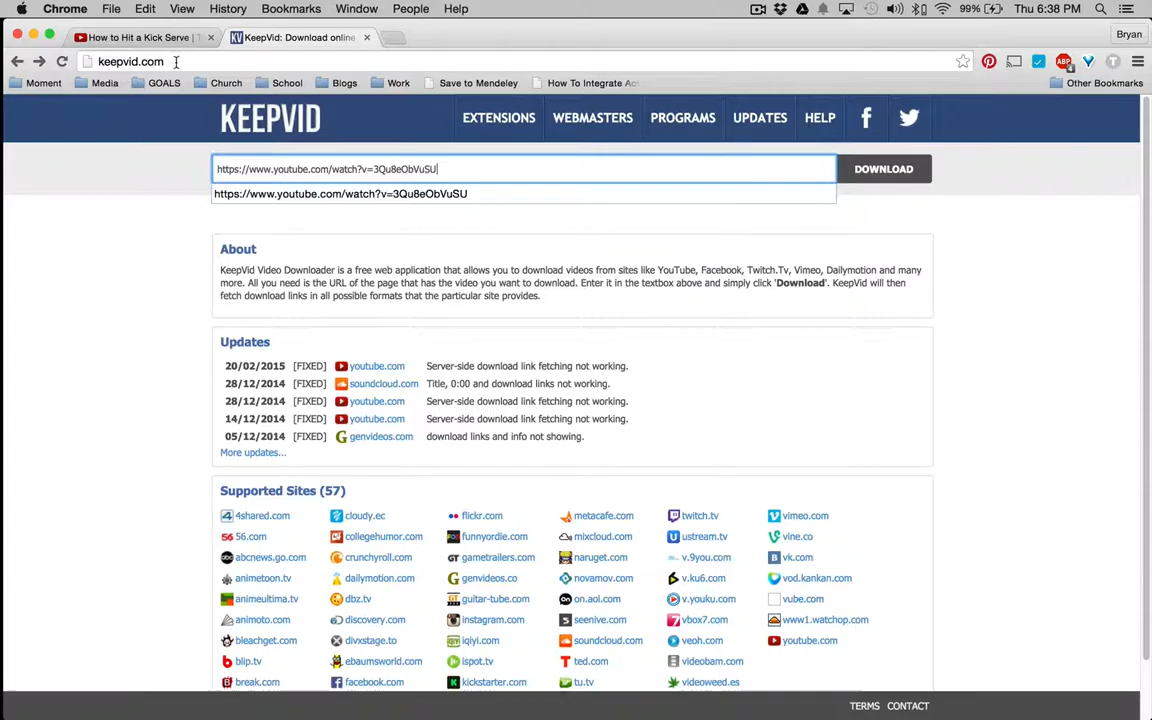 Chrome File Edit View History Bookmarks Window People Help 99% Thu 6:38 PM
How to Hit a Kick Serve | T KeepVid: Download online Bryan
keepvid.com ABP 4 T
Moment Media GOALS Church School Blogs Work Save to Mendeley How To Integrate Other Bookmarks
KEEPVID EXTENSIONS WEBMASTERS PROGRAMS UPDATES HELP
https://www.youtube.com/watch?v=3Qu8eObVuSU DOWNLOAD
https://www.youtube.com/watch?v=3Qu8eObVuSU
About
KeepVid Video Downloader is a free web application that allows you to download videos from sites like YouTube, Facebook, Twitch.Tv, Vimeo, Dailymotion and many
more. All you need is the URL of the page that has the video you want to download. Enter it in the textbox above and simply click 'Download'. KeepVid will then
fetch download links in all possible formats that the particular site provides.
Updates
20/02/2015 [FIXED] youtube.com Server-side download link fetching not working.
28/12/2014 [FIXED] soundcloud.com Title, 0:00 and download links not working.
28/12/2014 [FIXED] youtube.com Server-side download link fetching not working.
14/12/2014 [FIXED] youtube.com Server-side download link fetching not working.
05/12/2014 [FIXED] genvideos.com download links and info not showing.
More updates...
Supported Sites (57)
4shared.com cloudy.ec flickr.com metacafe.com twitch.tv vimeo.com
56.com collegehumor.com funnyordie.com mixcloud.com ustream.tv vine.co
abcnews.go.com crunchyroll.com gametrailers.com naruget.com v.9you.com vk.com
animetoon.tv dailymotion.com genvideos.co novamov.com v.ku6.com vod.kankan.com
animeultima.tv dbz.tv guitar-tube.com on.aol.com v.youku.com vube.com
animoto.com discovery.com instagram.com seenive.com vbox7.com www1.watchop.com
bleachget.com divxstage.to iqiyi.com soundcloud.com veoh.com youtube.com
blip.tv ebaumsworld.com ispot.tv ted.com videobam.com
break.com facebook.com kickstarter.com tu.tv videoweed.es
TERMS CONTACT